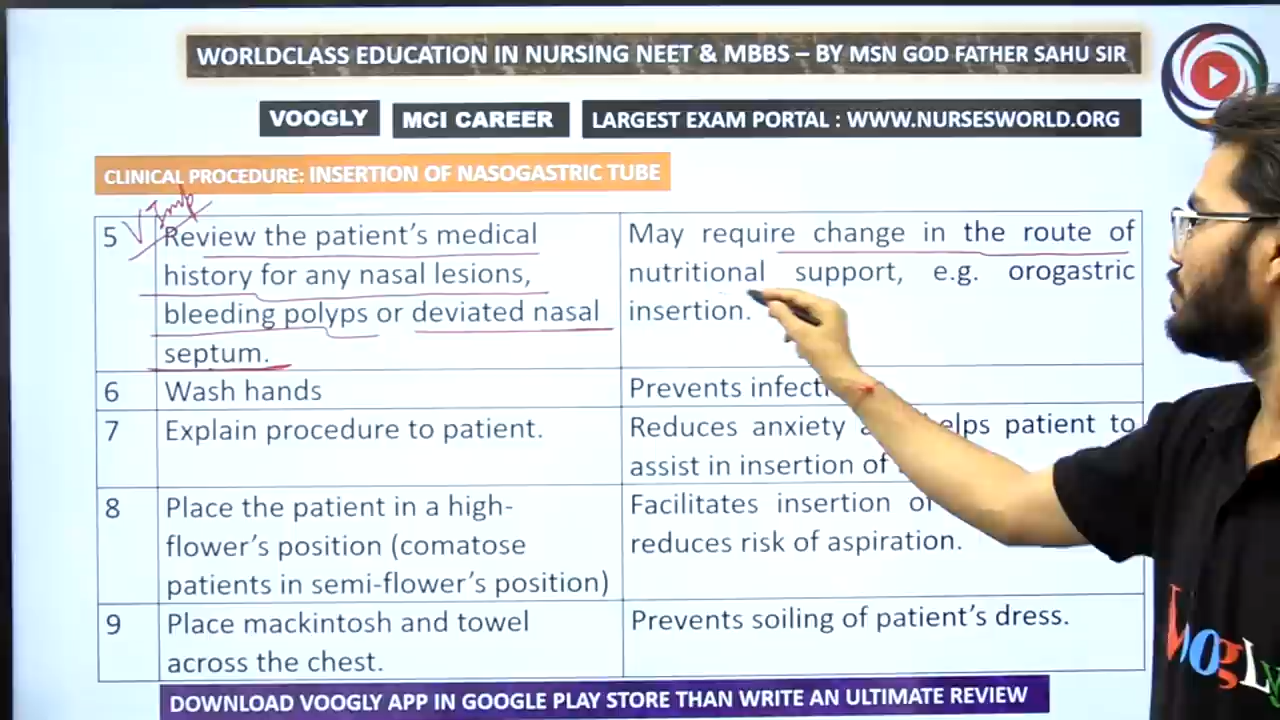 WORLDCLASS EDUCATION IN NURSING NEET & MBBS – BY MSN GOD FATHER SAHU SIR
VOOGLY
MCI CAREER
LARGEST EXAM PORTAL : WWW.NURSESWORLD.ORG
CLINICAL PROCEDURE: INSERTION OF NASOGASTRIC TUBE
V Imp
5
Review the patient's medical
history for any nasal lesions,
bleeding polyps or deviated nasal
septum.
May require change in the route of
nutritional support, e.g. orogastric
insertion.
6
Wash hands
Prevents
7
Explain procedure to patient.
Reduces anxiety helps patient to
assist in insertion of
8
Place the patient in a high-
flower's position (comatose
patients in semi-flower's position)
Facilitates insertion
reduces risk of aspiration.
9
Place mackintosh and towel
across the chest.
Prevents soiling of patient's dress.
DOWNLOAD VOOGLY APP IN GOOGLE PLAY STORE THAN WRITE AN ULTIMATE REVIEW